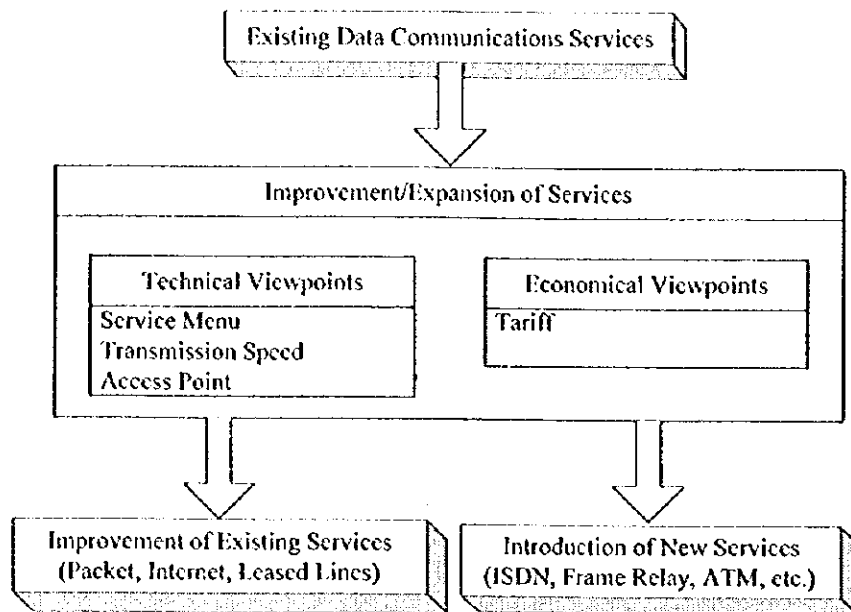 Existing Data Communications Services
Improvement/Expansion of Services
Technical Viewpoints
Service Menu
Transmission Speed
Access Point
Economical Viewpoints
Tariff
Improvement of Existing Services
(Packet, Internet, Leased Lines)
Introduction of New Services
(ISDN, Frame Relay, ATM, etc.)